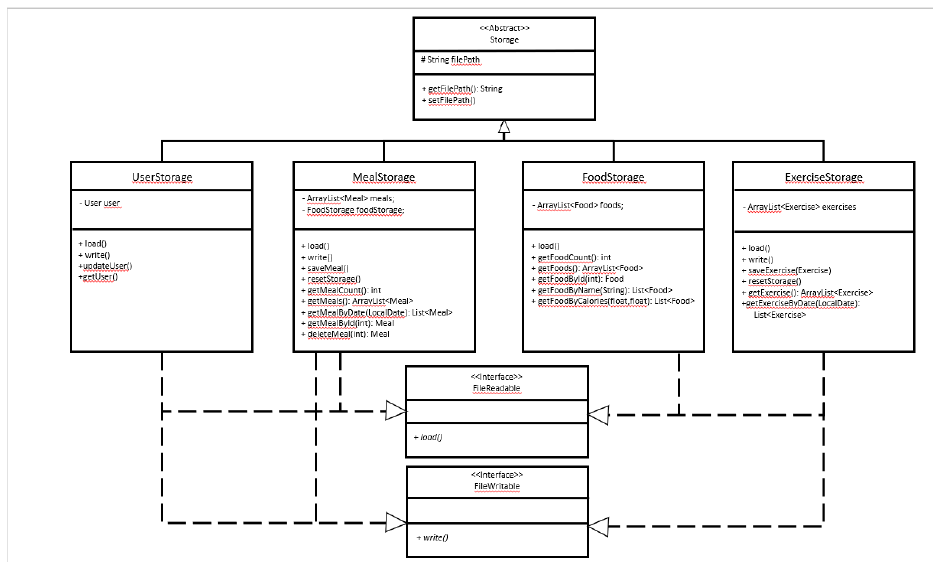 <<Abstract>>
Storage
# String filePath
+ getFilePath(): String
+ setFilePath()
UserStorage
- User user
+ load()
+ write()
+updateUser()
+getUser()
MealStorage
- ArrayList<Meal> meals;
- FoodStorage foodStorage;
+ load()
+ write()
+ saveMeal()
+ resetStorage()
+ getMealCount(): int
+ getMeals(): ArrayList<Meal>
+ getMealByDate(LocalDate): List<Meal>
+ getMealById(int): Meal
+ deleteMeal(int): Meal
FoodStorage
- ArrayList<Food> foods;
+ load()
+ getFoodCount(): int
+ getFoods(): ArrayList<Food>
+ getFoodById(int): Food
+ getFoodByName(String): List<Food>
+ getFoodByCalories(float,float): List<Food>
ExerciseStorage
- ArrayList<Exercise> exercises
+ load()
+ write()
+ saveExercise(Exercise)
+ resetStorage()
+ getExercise(): ArrayList<Exercise>
+getExerciseByDate(LocalDate):
List<Exercise>
<<Interface>>
FileReadable
+ load()
<<Interface>>
FileWritable
+ write()